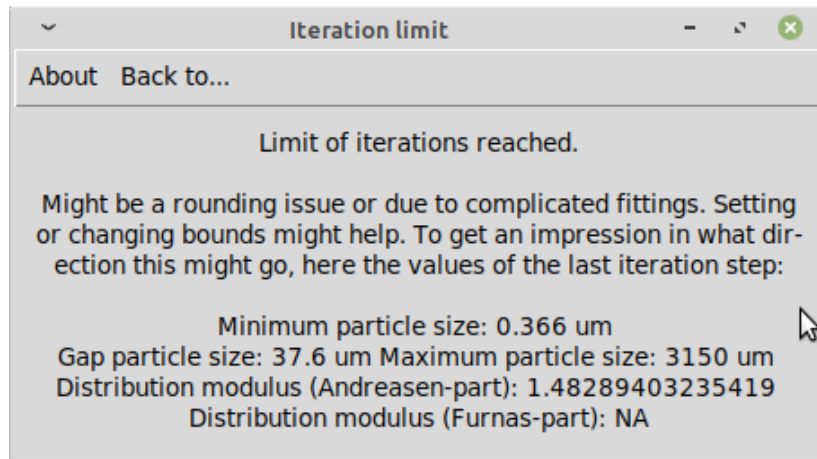 Iteration limit
About Back to...
Limit of iterations reached.
Might be a rounding issue or due to complicated fittings. Setting
or changing bounds might help. To get an impression in what dir-
ection this might go, here the values of the last iteration step:
Minimum particle size: 0.366 um
Gap particle size: 37.6 um Maximum particle size: 3150 um
Distribution modulus (Andreasen-part): 1.48289403235419
Distribution modulus (Furnas-part): NA